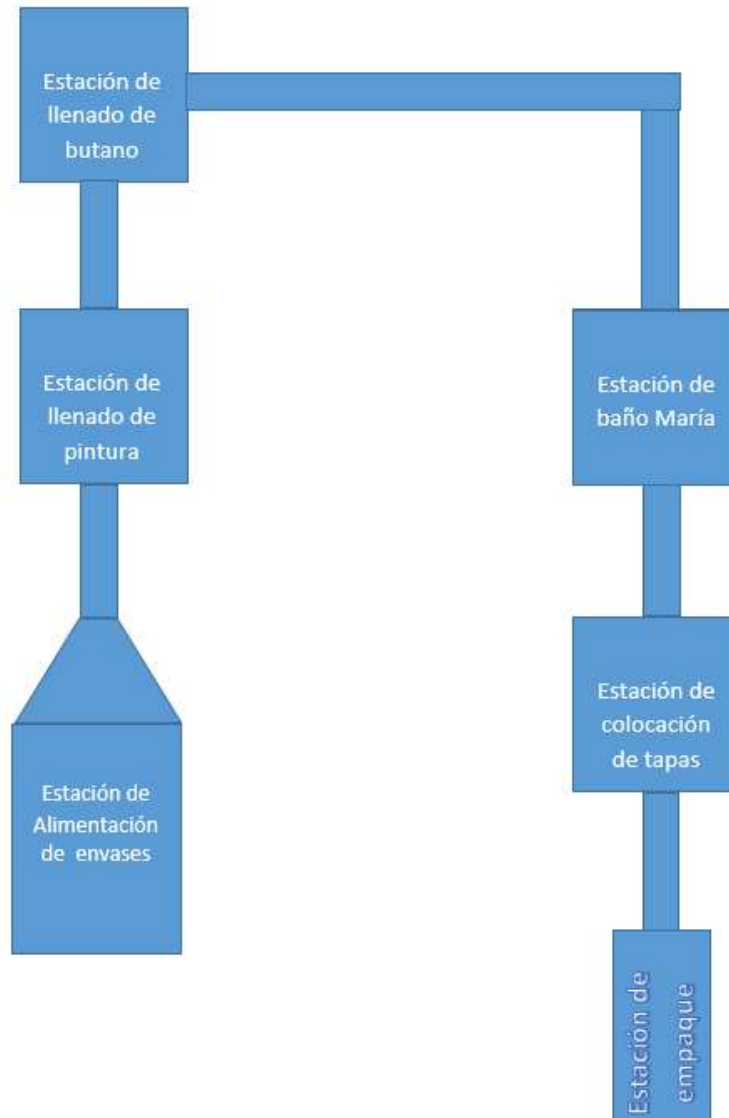 Estación de
llenado de
butano
Estación de
llenado de
pintura
Estación de
Alimentación
de envases
Estación de
baño María
Estación de
colocación
de tapas
Estación de
empaque